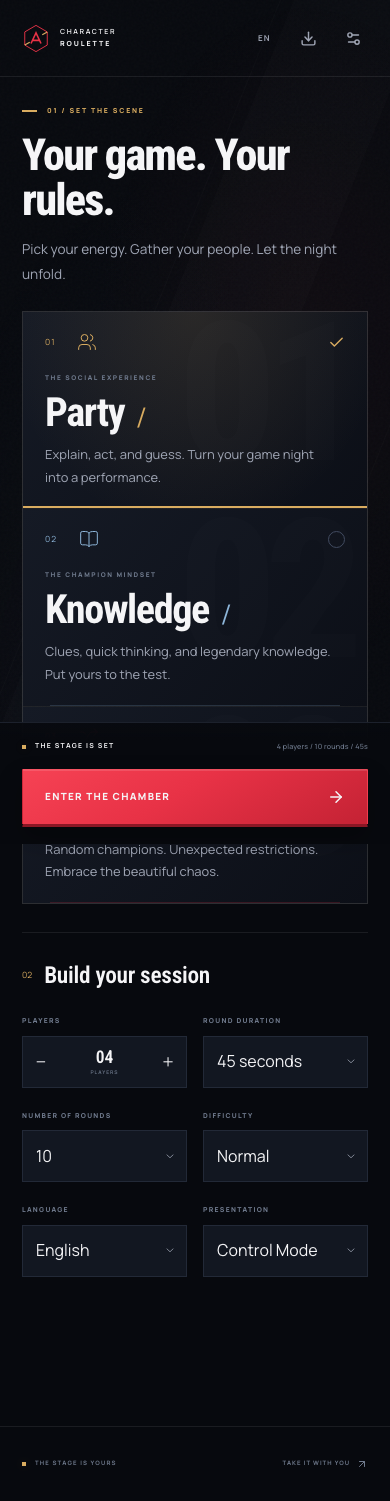 CHARACTER
ROULETTE
EN
01 / SET THE SCENE
Your game. Your
rules.
Pick your energy. Gather your people. Let the night
unfold.
01
THE SOCIAL EXPERIENCE
Party /
Explain, act, and guess. Turn your game night
into a performance.
02
THE CHAMPION MINDSET
Knowledge /
Clues, quick thinking, and legendary knowledge.
Put yours to the test.
THE STAGE IS SET
4 players / 10 rounds / 45s
ENTER THE CHAMBER
Random champions. Unexpected restrictions.
Embrace the beautiful chaos.
02 Build your session
PLAYERS
ROUND DURATION
− 04 +
PLAYERS
45 seconds
NUMBER OF ROUNDS
DIFFICULTY
10
Normal
LANGUAGE
PRESENTATION
English
Control Mode
THE STAGE IS YOURS
TAKE IT WITH YOU